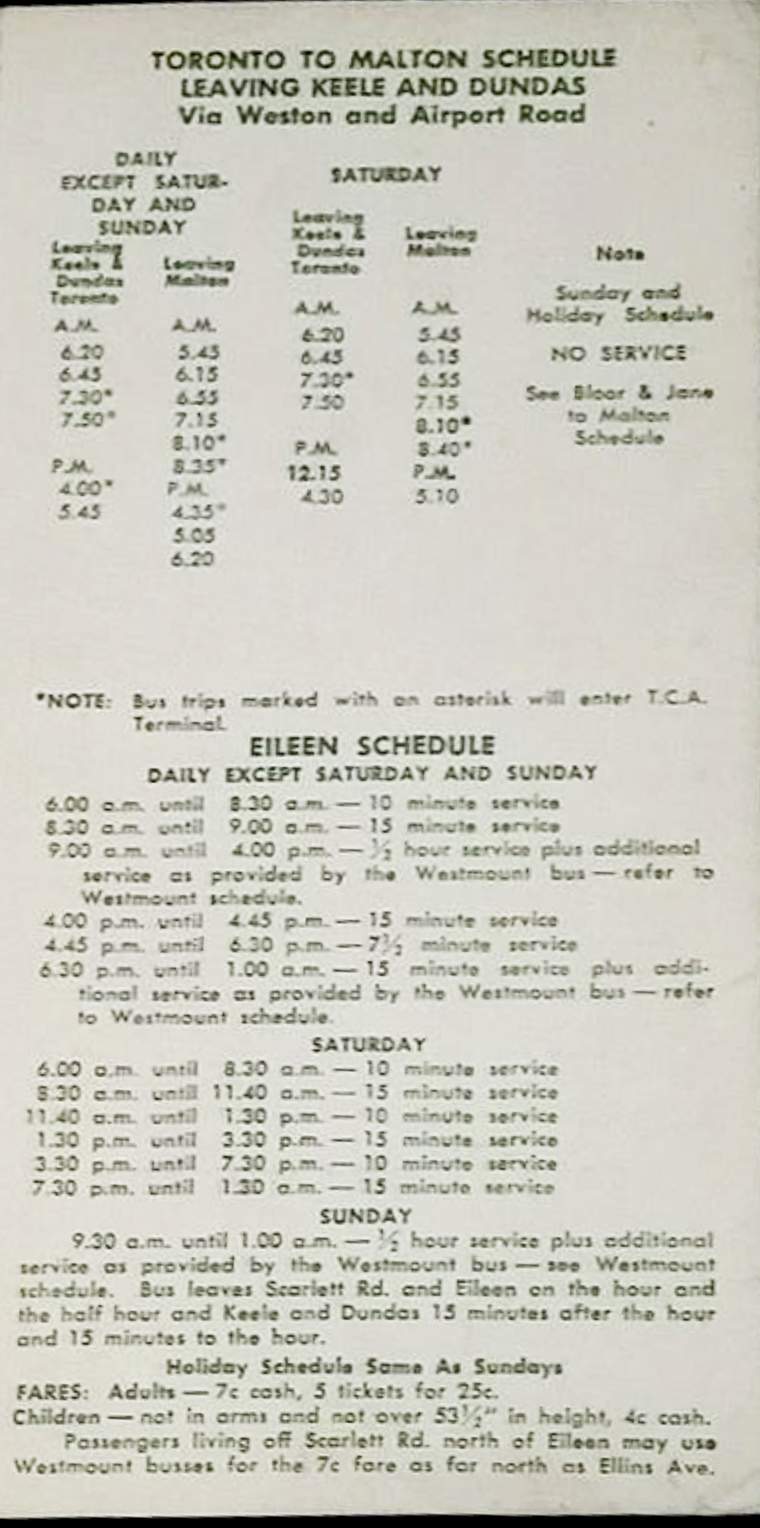 TORONTO TO MALTON SCHEDULE
LEAVING KEELE AND DUNDAS
Via Weston and Airport Road
DAILY
EXCEPT SATUR-
DAY AND
SUNDAY
Leaving
Keele &
Dundas
Toronto
A.M.
6.20
6.45
7.30*
7.50*
P.M.
4.00*
5.45
Leaving
Malton
A.M.
5.45
6.15
6.55
7.15
8.10*
8.35*
P.M.
4.35*
5.05
6.20
SATURDAY
Leaving
Keele &
Dundas
Toronto
A.M.
6.20
6.45
7.30*
7.50
P.M.
12.15
4.30
Leaving
Malton
A.M.
5.45
6.15
6.55
7.15
8.10*
8.40*
P.M.
5.10
Note
Sunday and
Holiday Schedule
NO SERVICE
See Bloor & Jane
to Malton
Schedule
*NOTE: Bus trips marked with an asterisk will enter T.C.A.
Terminal.
EILEEN SCHEDULE
DAILY EXCEPT SATURDAY AND SUNDAY
6.00 a.m. until 8.30 a.m. — 10 minute service
8.30 a.m. until 9.00 a.m. — 15 minute service
9.00 a.m. until 4.00 p.m. — ½ hour service plus additional
service as provided by the Westmount bus — refer to
Westmount schedule.
4.00 p.m. until 4.45 p.m. — 15 minute service
4.45 p.m. until 6.30 p.m. — 7½ minute service
6.30 p.m. until 1.00 a.m. — 15 minute service plus addi-
tional service as provided by the Westmount bus — refer
to Westmount schedule.
SATURDAY
6.00 a.m. until 8.30 a.m. — 10 minute service
8.30 a.m. until 11.40 a.m. — 15 minute service
11.40 a.m. until 1.30 p.m. — 10 minute service
1.30 p.m. until 3.30 p.m. — 15 minute service
3.30 p.m. until 7.30 p.m. — 10 minute service
7.30 p.m. until 1.30 a.m. — 15 minute service
SUNDAY
9.30 a.m. until 1.00 a.m. — ½ hour service plus additional
service as provided by the Westmount bus — see Westmount
schedule. Bus leaves Scarlett Rd. and Eileen on the hour and
the half hour and Keele and Dundas 15 minutes after the hour
and 15 minutes to the hour.
Holiday Schedule Same As Sundays
FARES: Adults — 7c cash, 5 tickets for 25c.
Children — not in arms and not over 53½" in height, 4c cash.
Passengers living off Scarlett Rd. north of Eileen may use
Westmount busses for the 7c fare as far north as Ellins Ave.